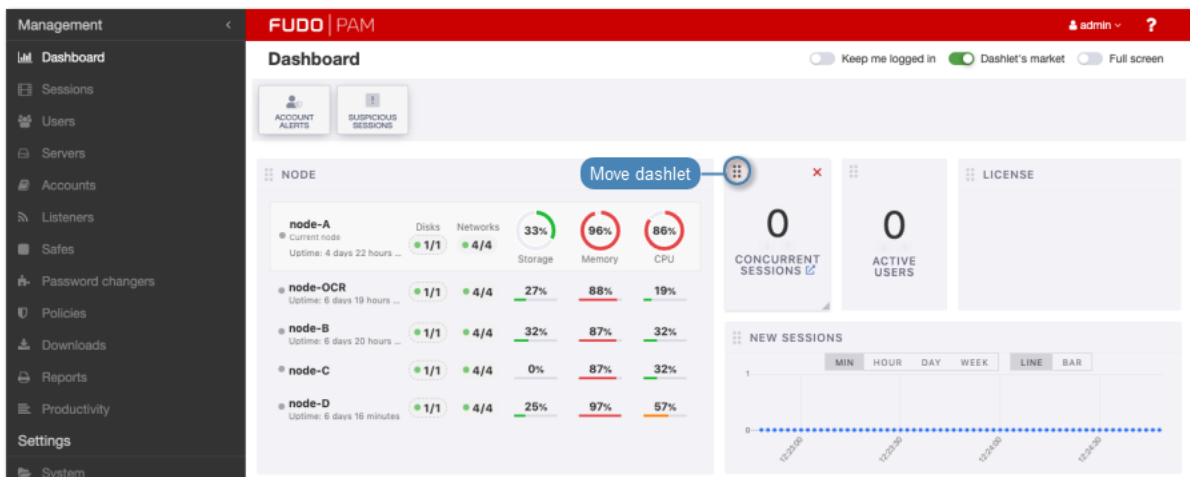 Management
Dashboard
Sessions
Users
Servers
Accounts
Listeners
Safes
Password changers
Policies
Downloads
Reports
Productivity
Settings
System
FUDO PAM
admin ?
Dashboard
Keep me logged in Dashlet's market Full screen
ACCOUNT ALERTS
SUSPICIOUS SESSIONS
NODE
Move dashlet
node-A
Current node
Uptime: 4 days 22 hours ...
Disks
1/1
Networks
4/4
33%
Storage
96%
Memory
86%
CPU
node-OCR
Uptime: 6 days 19 hours ...
1/1 4/4 27% 88% 19%
node-B
Uptime: 6 days 20 hours ...
1/1 4/4 32% 87% 32%
node-C
1/1 4/4 0% 87% 32%
node-D
Uptime: 6 days 16 minutes
1/1 4/4 25% 97% 57%
0
CONCURRENT
SESSIONS
0
ACTIVE
USERS
LICENSE
NEW SESSIONS
MIN HOUR DAY WEEK LINE BAR
1
0
12:23:00 12:23:30 12:24:00 12:24:30